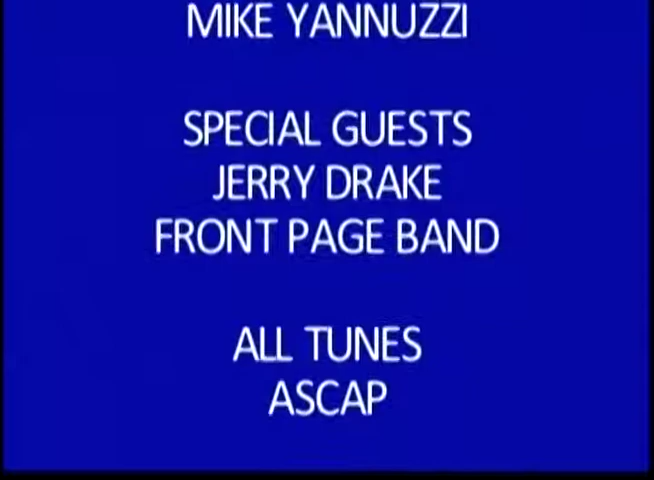 MIKE YANNUZZI
SPECIAL GUESTS
JERRY DRAKE
FRONT PAGE BAND
ALL TUNES
ASCAP